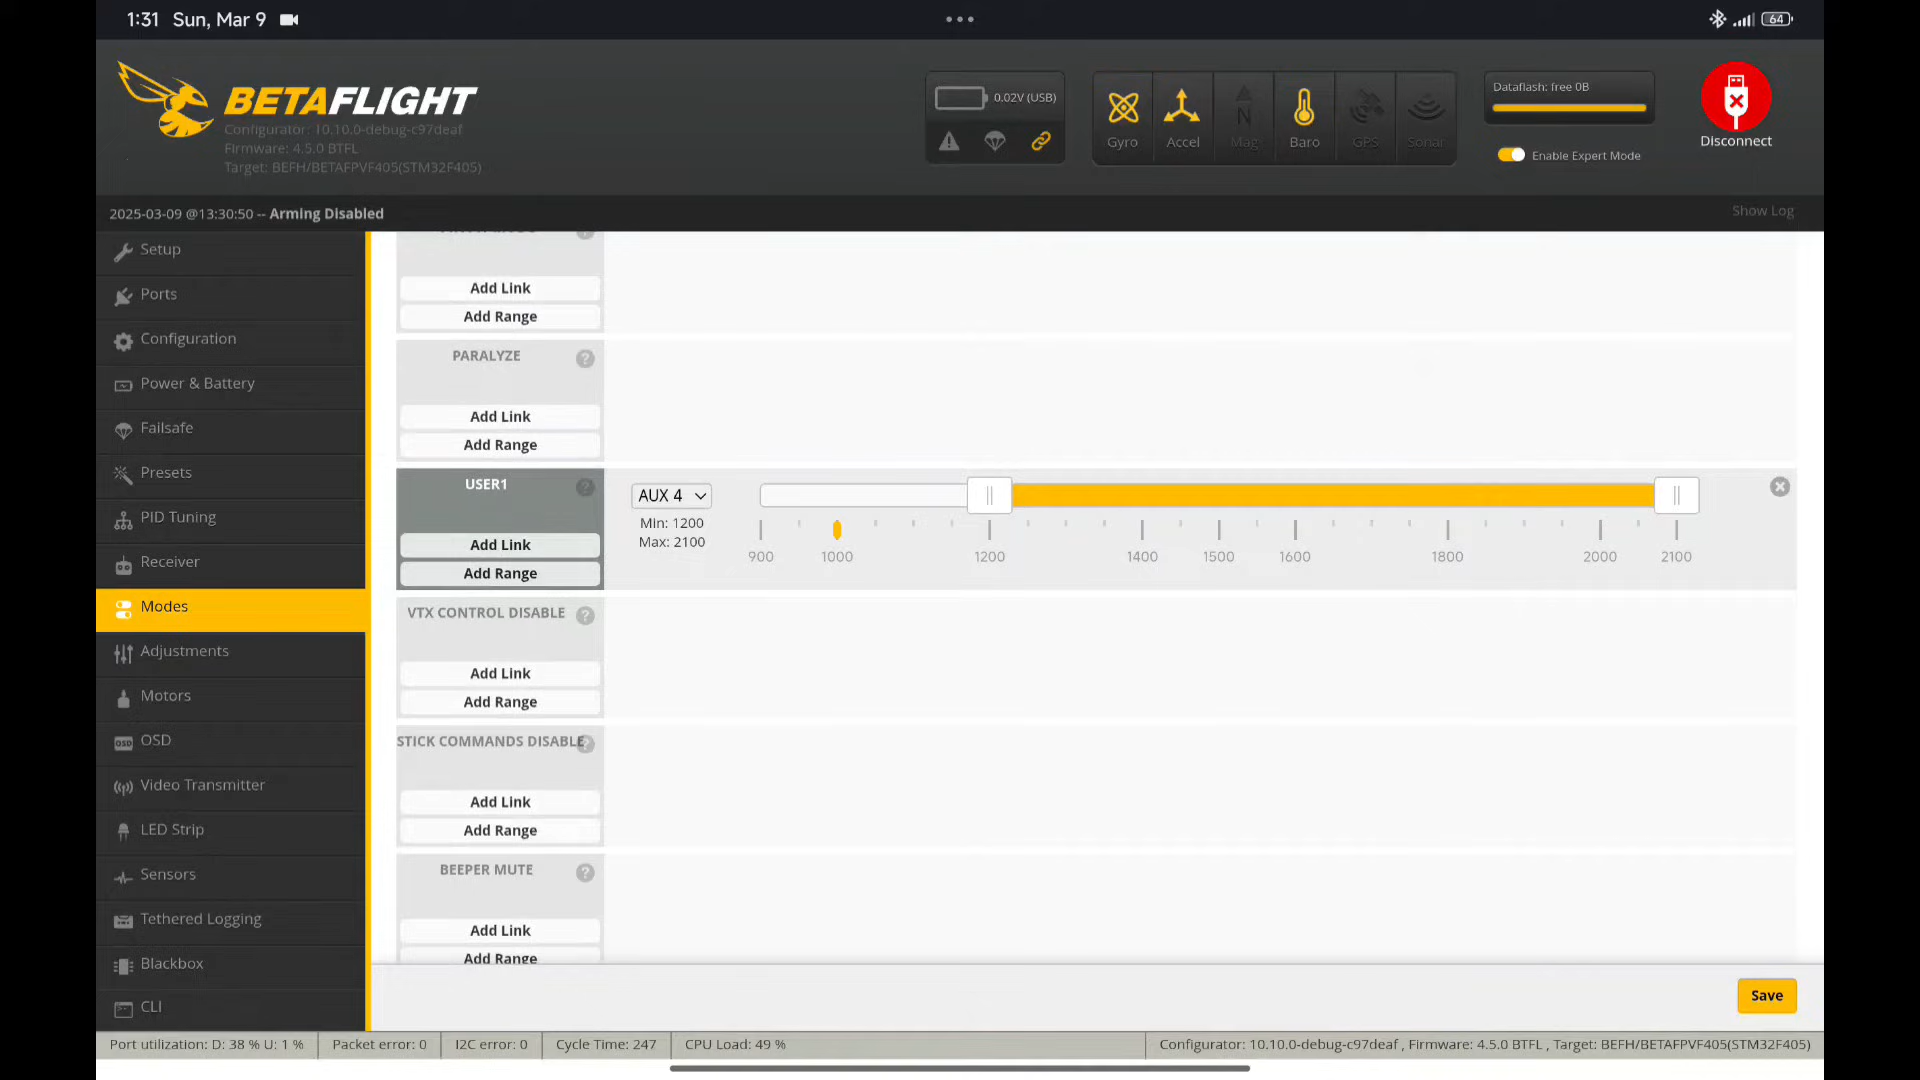 1:31 Sun, Mar 9
64
BETAFLIGHT
Configurator: 10.10.0-debug-c97deaf
Firmware: 4.5.0 BTFL
Target: BEFH/BETAFPVF405(STM32F405)
0.02V (USB)
Gyro
Accel
Mag
Baro
GPS
Sonar
Dataflash: free 0B
Enable Expert Mode
Disconnect
2025-03-09 @13:30:50 -- Arming Disabled
Show Log
Setup
Ports
Configuration
Power & Battery
Failsafe
Presets
PID Tuning
Receiver
Modes
Adjustments
Motors
OSD
Video Transmitter
LED Strip
Sensors
Tethered Logging
Blackbox
CLI
Add Link
Add Range
PARALYZE
Add Link
Add Range
USER1
Add Link
Add Range
AUX 4
Min: 1200
Max: 2100
900 1000 1200 1400 1500 1600 1800 2000 2100
VTX CONTROL DISABLE
Add Link
Add Range
STICK COMMANDS DISABLE
Add Link
Add Range
BEEPER MUTE
Add Link
Add Range
Save
Port utilization: D: 38 % U: 1 %
Packet error: 0
I2C error: 0
Cycle Time: 247
CPU Load: 49 %
Configurator: 10.10.0-debug-c97deaf , Firmware: 4.5.0 BTFL , Target: BEFH/BETAFPVF405(STM32F405)